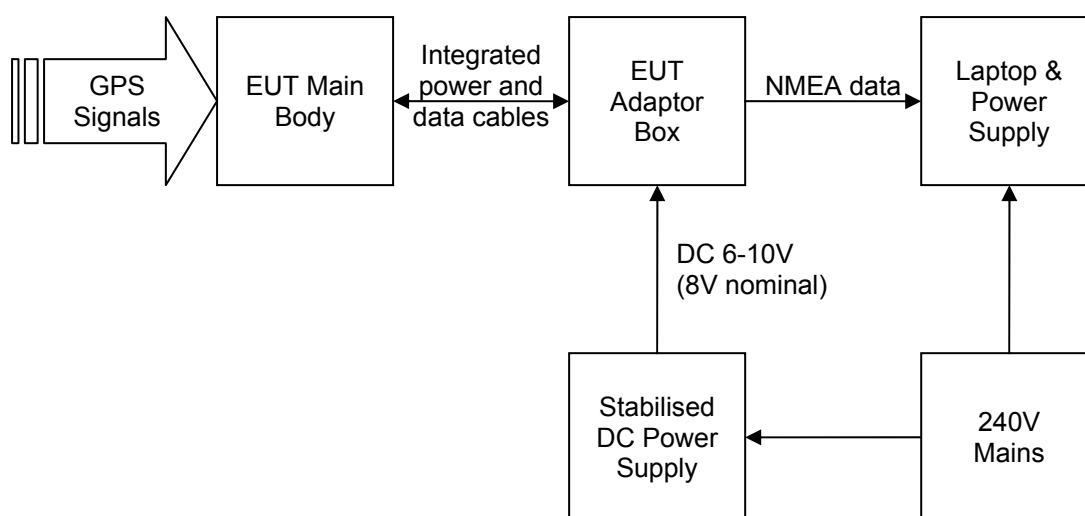 GPS
Signals
EUT Main
Body
Integrated
power and
data cables
EUT
Adaptor
Box
NMEA data
Laptop &
Power
Supply
DC 6-10V
(8V nominal)
Stabilised
DC Power
Supply
240V
Mains